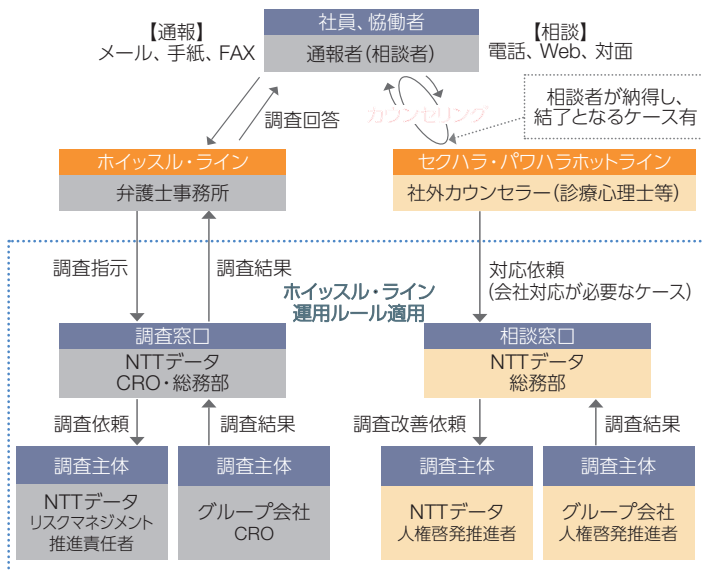 【通報】
メール、手紙、FAX
社員、恊働者
通報者(相談者)
【相談】
電話、Web、対面
調査回答
カウンセリング
相談者が納得し、
結了となるケース有
ホイッスル・ライン
弁護士事務所
セクハラ・パワハラホットライン
社外カウンセラー(診療心理士等)
調査指示
調査結果
対応依頼
(会社対応が必要なケース)
ホイッスル・ライン
運用ルール適用
調査窓口
NTTデータ
CRO・総務部
相談窓口
NTTデータ
総務部
調査依頼
調査結果
調査改善依頼
調査結果
調査主体
NTTデータ
リスクマネジメント
推進責任者
調査主体
グループ会社
CRO
調査主体
NTTデータ
人権啓発推進者
調査主体
グループ会社
人権啓発推進者